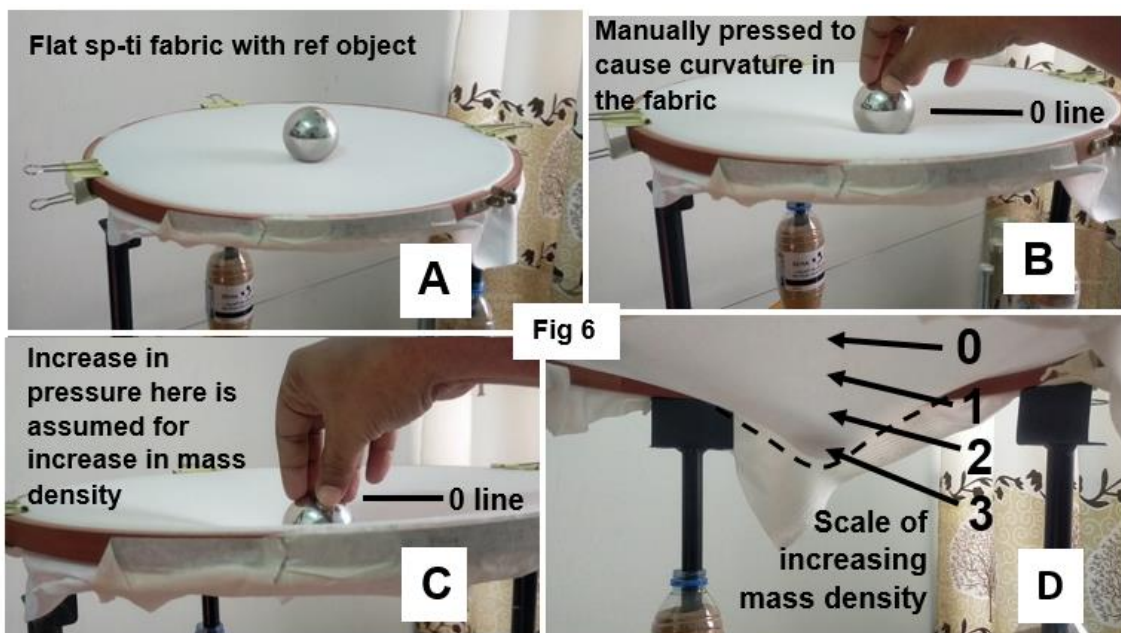 Flat sp-ti fabric with ref object
A
Manually pressed to
cause curvature in
the fabric
0 line
B
Fig 6
Increase in
pressure here is
assumed for
increase in mass
density
0 line
C
0
1
2
3
Scale of
increasing
mass density
D